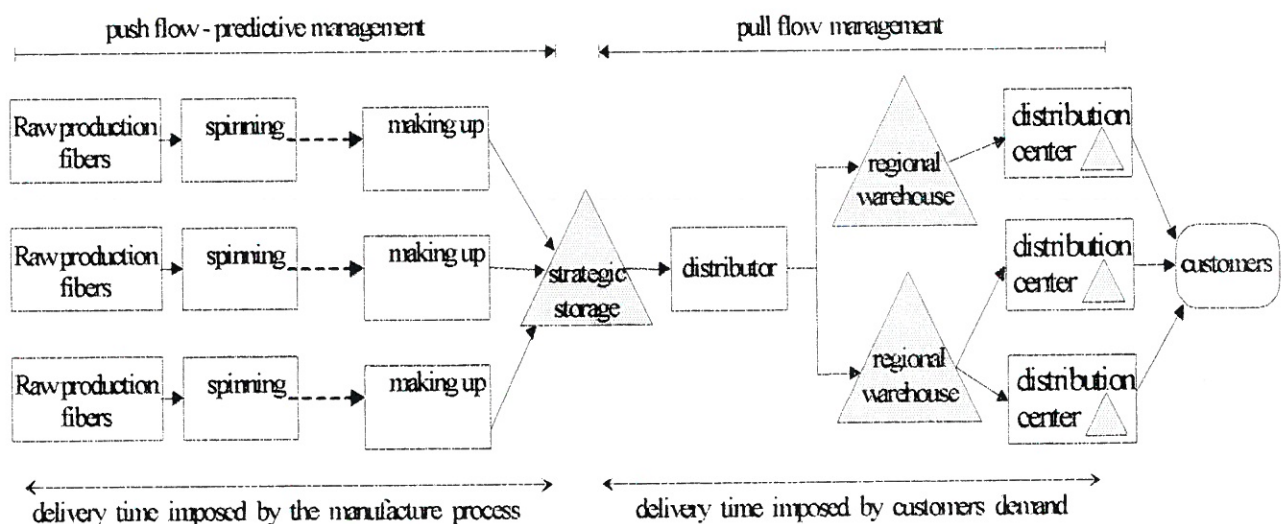 push flow - predictive management
pull flow management
Raw production
fibers
spinning
making up
regional
warehouse
distribution
center
Raw production
fibers
spinning
making up
strategic
storage
distributor
distribution
center
customers
Raw production
fibers
spinning
making up
regional
warehouse
distribution
center
delivery time imposed by the manufacture process
delivery time imposed by customers demand